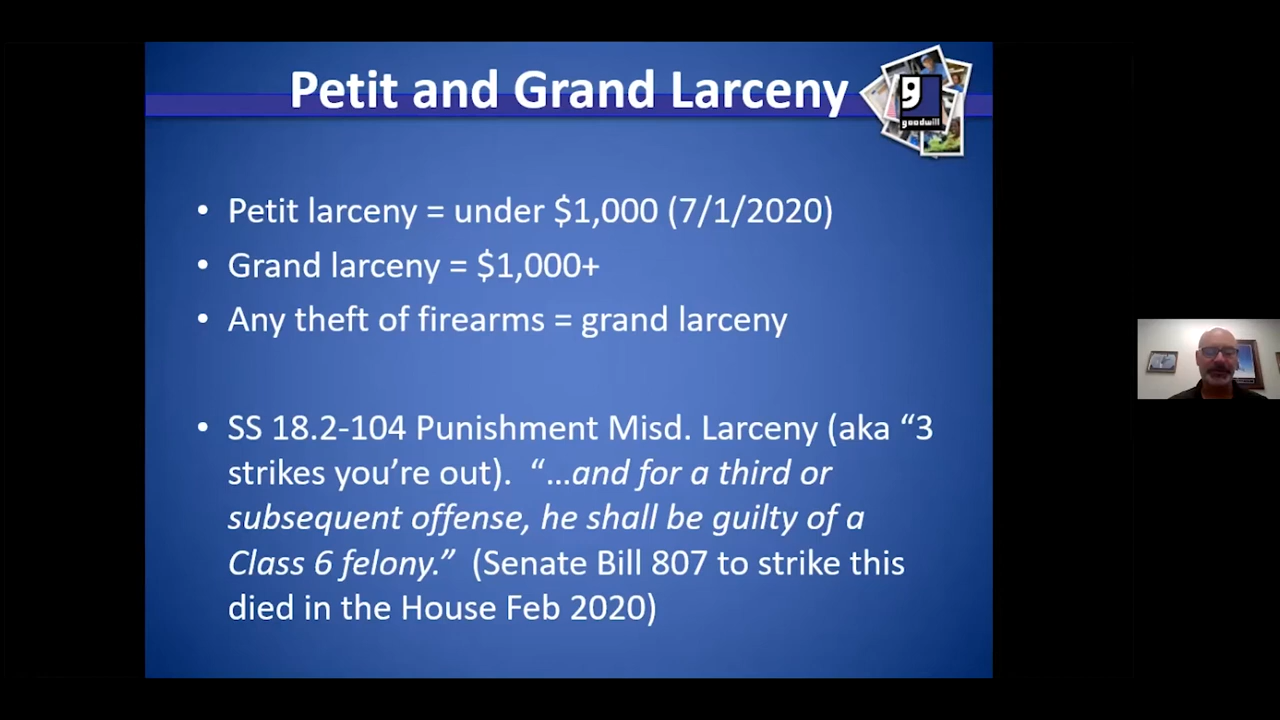 Petit and Grand Larceny
g
goodwill
• Petit larceny = under $1,000 (7/1/2020)
• Grand larceny = $1,000+
• Any theft of firearms = grand larceny
• SS 18.2-104 Punishment Misd. Larceny (aka “3
strikes you’re out).  “…and for a third or
subsequent offense, he shall be guilty of a
Class 6 felony.”  (Senate Bill 807 to strike this
died in the House Feb 2020)